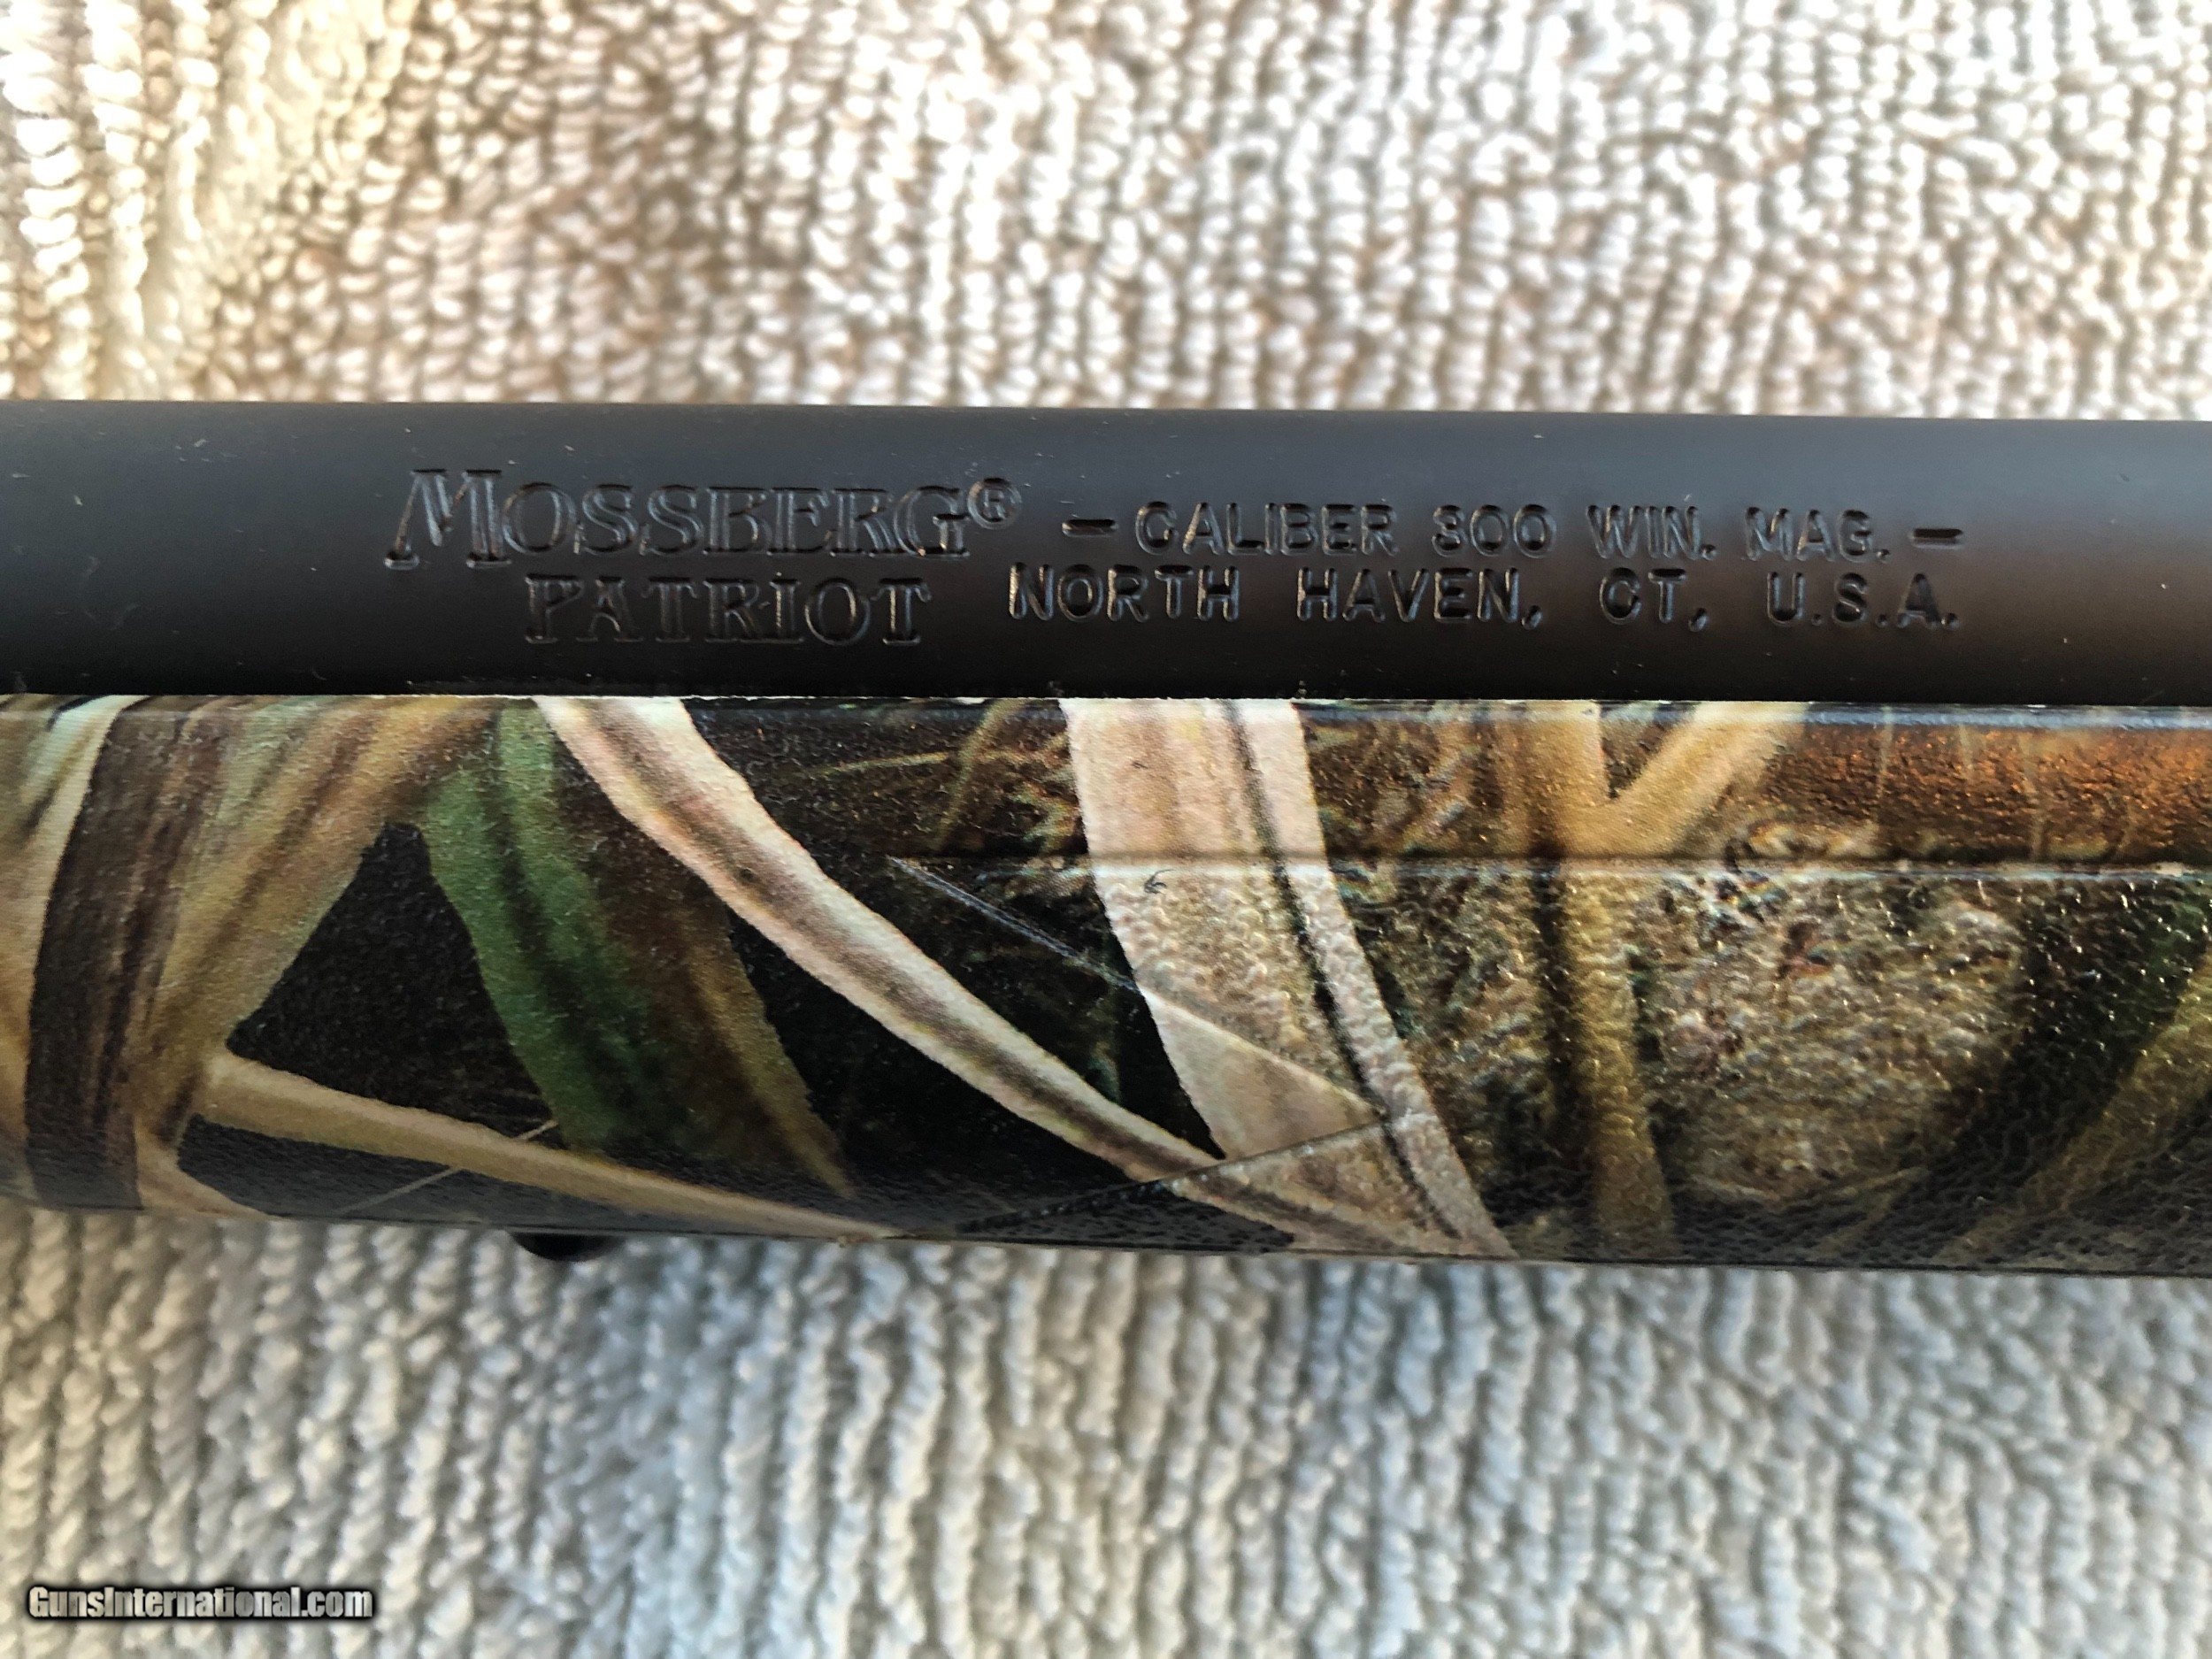 MOSSBERG® - CALIBER 300 WIN. MAG. -
PATRIOT NORTH HAVEN, CT, U.S.A.
GunsInternational.com